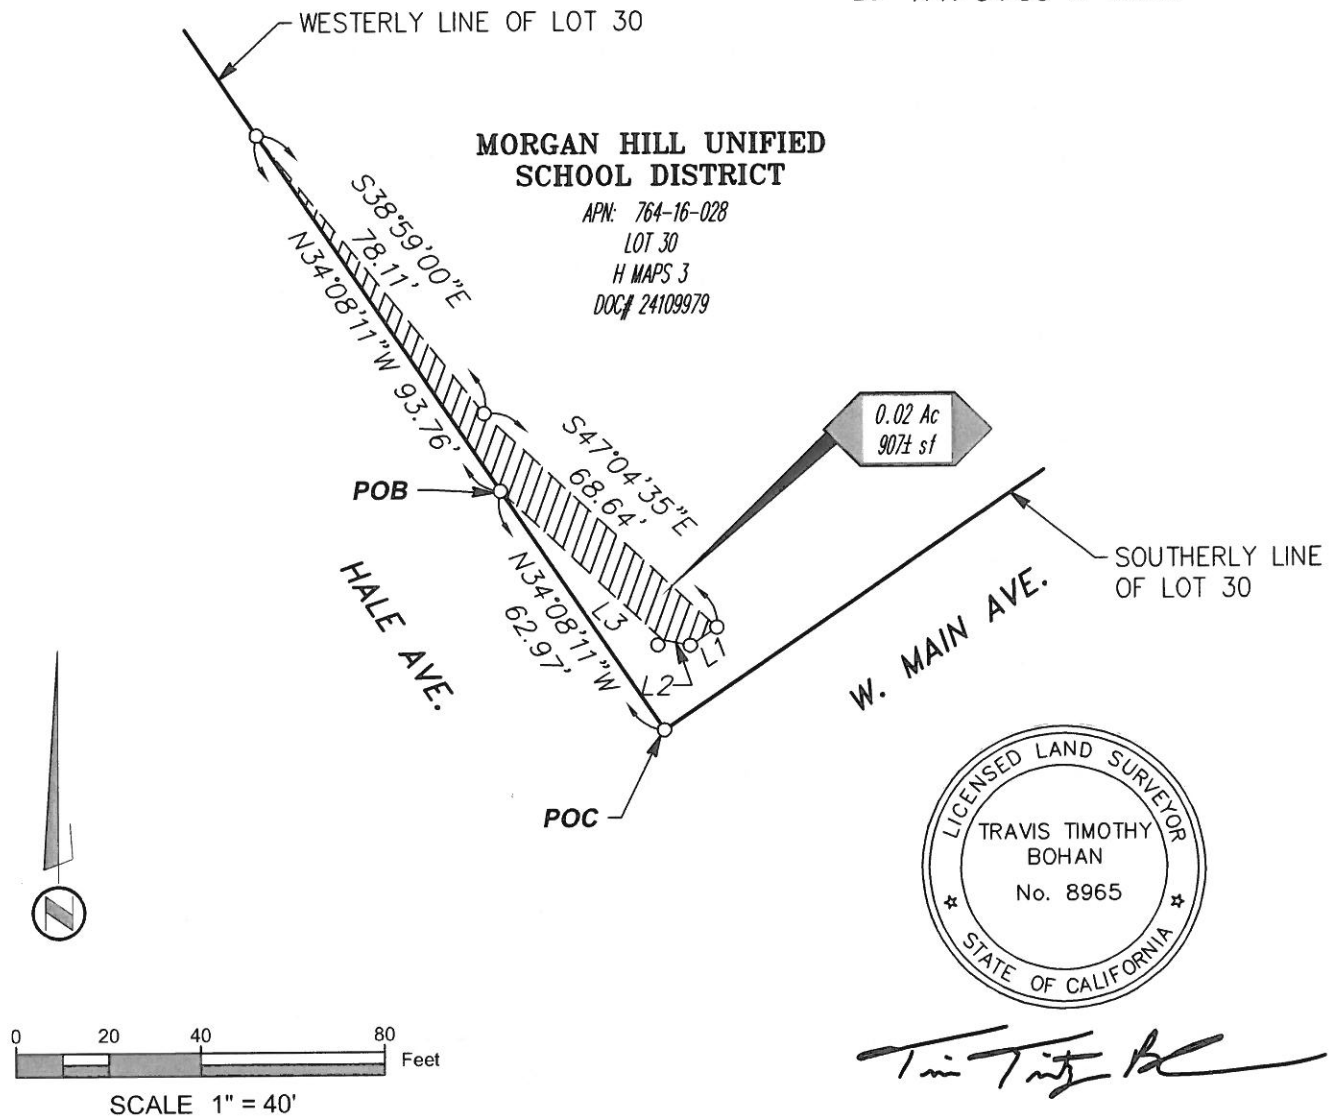 WESTERLY LINE OF LOT 30
MORGAN HILL UNIFIED
SCHOOL DISTRICT
APN: 764-16-028
LOT 30
H MAPS 3
DOC# 24109979
S38°59'00"E
78.11'
N34°08'11"W 93.76'
0.02 Ac
907± sf
S47°04'35"E
68.64'
POB
SOUTHERLY LINE
OF LOT 30
HALE AVE.
N34°08'11"W
62.97'
L3
L1
L2
W. MAIN AVE.
POC
LICENSED LAND SURVEYOR
TRAVIS TIMOTHY
BOHAN
No. 8965
STATE OF CALIFORNIA
N
0 20 40 80
Feet
SCALE 1" = 40'